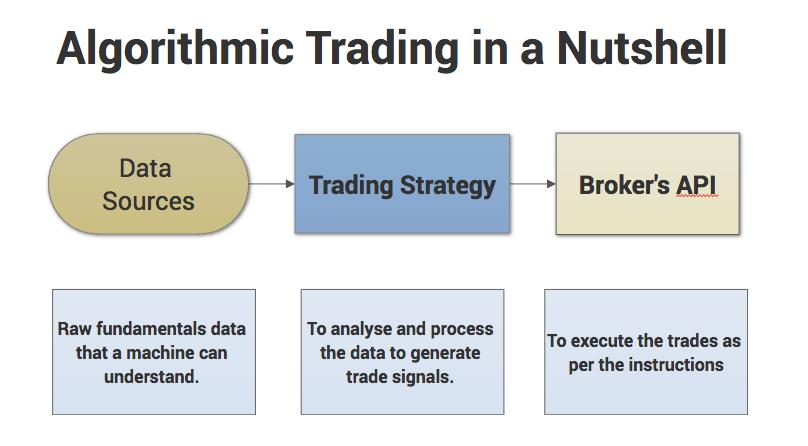 Algorithmic Trading in a Nutshell
Data
Sources
Trading Strategy
Broker's API
Raw fundamentals data
that a machine can
understand.
To analyse and process
the data to generate
trade signals.
To execute the trades as
per the instructions